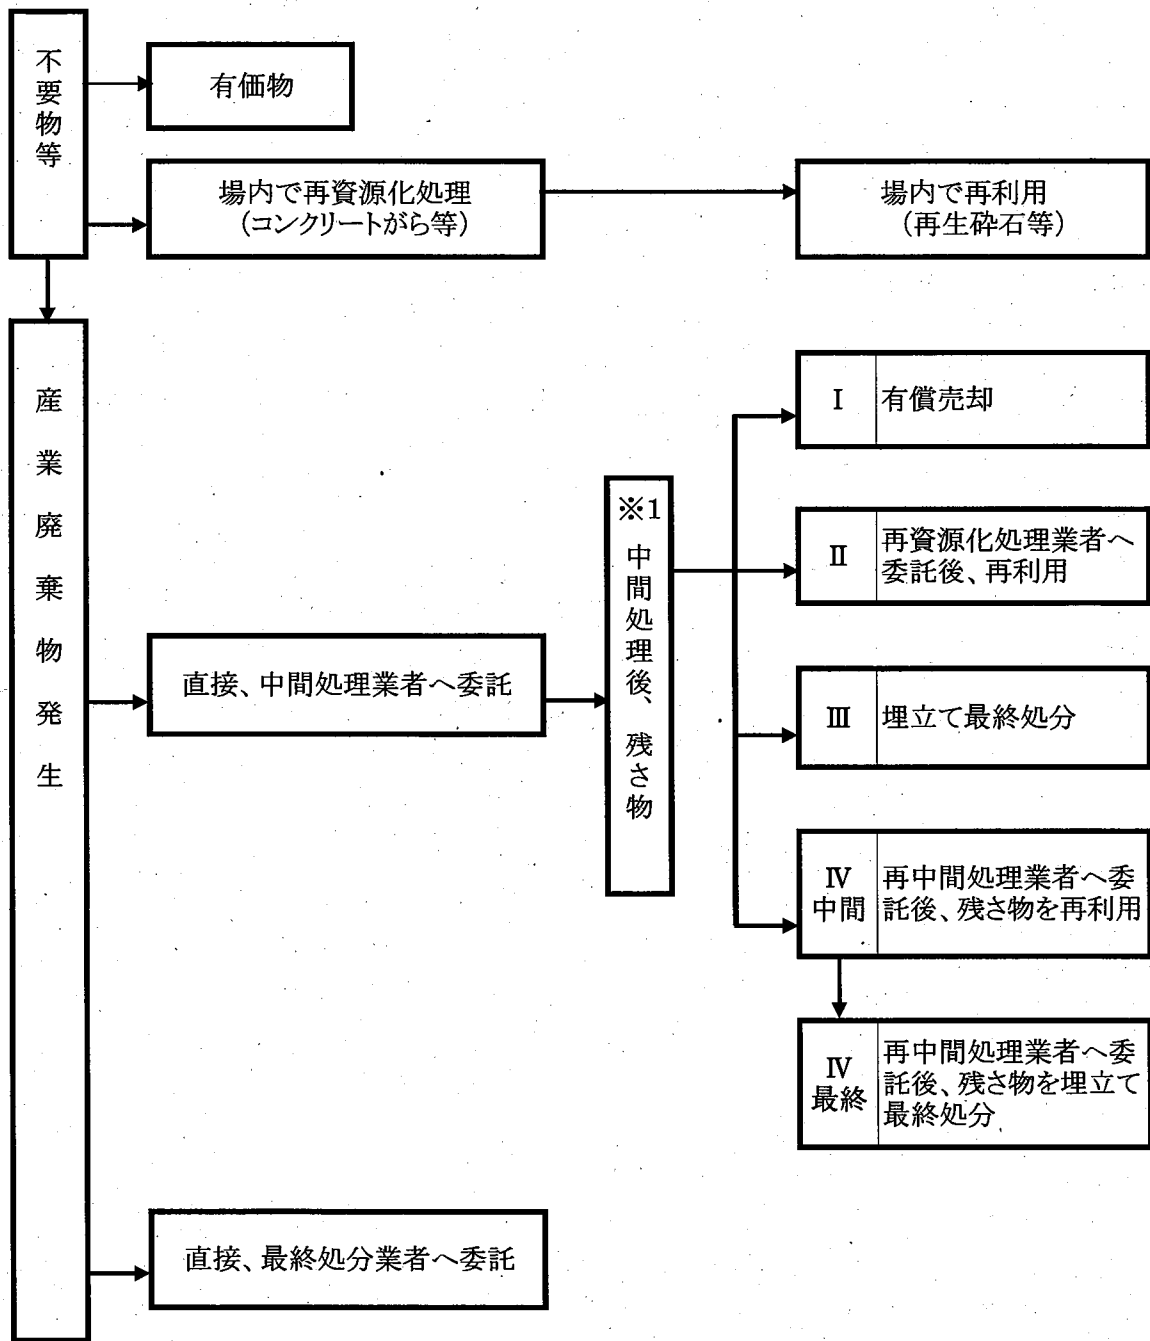 不要物等
有価物
場内で再資源化処理
（コンクリートがら等）
場内で再利用
（再生砕石等）
産業廃棄物発生
直接、中間処理業者へ委託
※1
中間処理後、残さ物
Ⅰ
有償売却
Ⅱ
再資源化処理業者へ
委託後、再利用
Ⅲ
埋立て最終処分
Ⅳ
中間
再中間処理業者へ委
託後、残さ物を再利用
Ⅳ
最終
再中間処理業者へ委
託後、残さ物を埋立て
最終処分
直接、最終処分業者へ委託